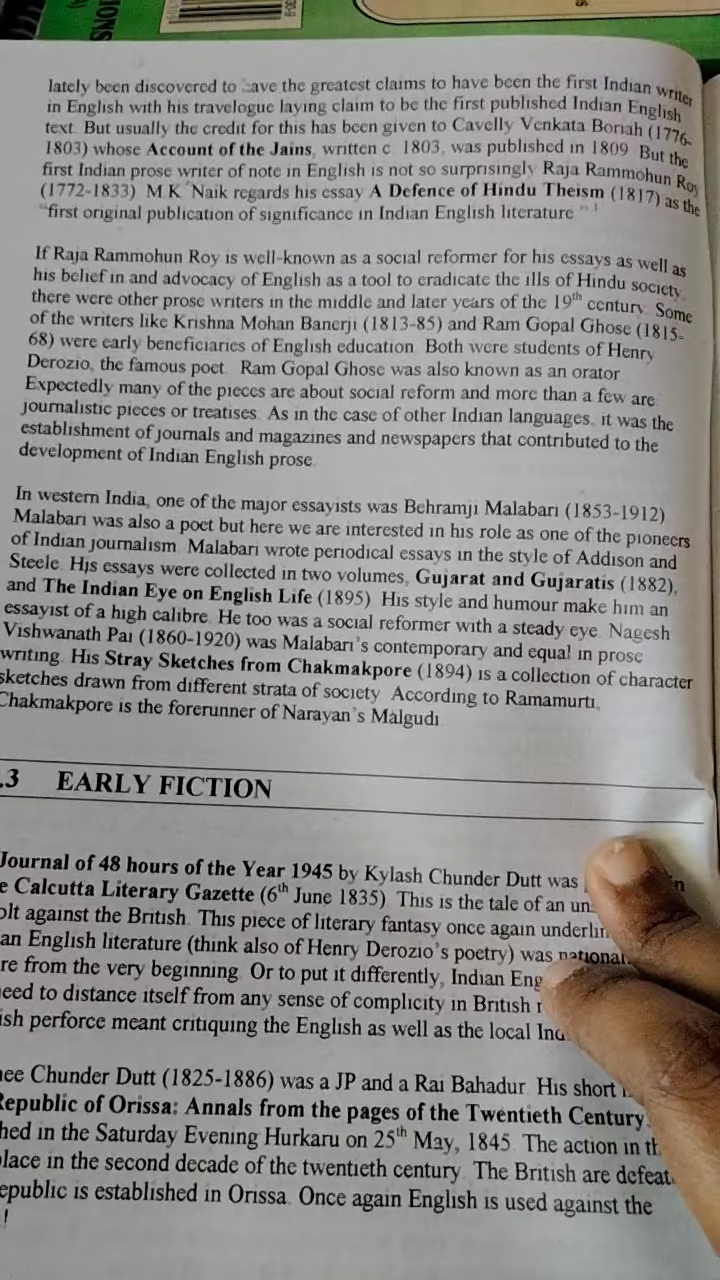 IONS
lately been discovered to have the greatest claims to have been the first Indian writer
in English with his travelogue laying claim to be the first published Indian English
text. But usually the credit for this has been given to Cavelly Venkata Boriah (1776-
1803) whose Account of the Jains, written c 1803, was published in 1809 But the
first Indian prose writer of note in English is not so surprisingly Raja Rammohun Roy
(1772-1833) M K Naik regards his essay A Defence of Hindu Theism (1817) as the
"first original publication of significance in Indian English literature " 1
If Raja Rammohun Roy is well-known as a social reformer for his essays as well as
his belief in and advocacy of English as a tool to eradicate the ills of Hindu society,
there were other prose writers in the middle and later years of the 19th century Some
of the writers like Krishna Mohan Banerji (1813-85) and Ram Gopal Ghose (1815-
68) were early beneficiaries of English education Both were students of Henry
Derozio, the famous poet Ram Gopal Ghose was also known as an orator
Expectedly many of the pieces are about social reform and more than a few are
journalistic pieces or treatises. As in the case of other Indian languages, it was the
establishment of journals and magazines and newspapers that contributed to the
development of Indian English prose
In western India, one of the major essayists was Behramji Malabari (1853-1912)
Malabari was also a poet but here we are interested in his role as one of the pioneers
of Indian journalism Malabari wrote periodical essays in the style of Addison and
Steele His essays were collected in two volumes, Gujarat and Gujaratis (1882),
and The Indian Eye on English Life (1895) His style and humour make him an
essayist of a high calibre He too was a social reformer with a steady eye Nagesh
Vishwanath Pai (1860-1920) was Malabari's contemporary and equal in prose
writing His Stray Sketches from Chakmakpore (1894) is a collection of character
sketches drawn from different strata of society According to Ramamurti,
Chakmakpore is the forerunner of Narayan's Malgudi
.3 EARLY FICTION
Journal of 48 hours of the Year 1945 by Kylash Chunder Dutt was
e Calcutta Literary Gazette (6th June 1835) This is the tale of an uns
olt against the British This piece of literary fantasy once again underlin
an English literature (think also of Henry Derozio's poetry) was national
re from the very beginning Or to put it differently, Indian Eng
eed to distance itself from any sense of complicity in British r
ish perforce meant critiquing the English as well as the local Ind
nee Chunder Dutt (1825-1886) was a JP and a Rai Bahadur His short
Republic of Orissa: Annals from the pages of the Twentieth Century
hed in the Saturday Evening Hurkaru on 25th May, 1845 The action in th
place in the second decade of the twentieth century The British are defeat
epublic is established in Orissa Once again English is used against the
!